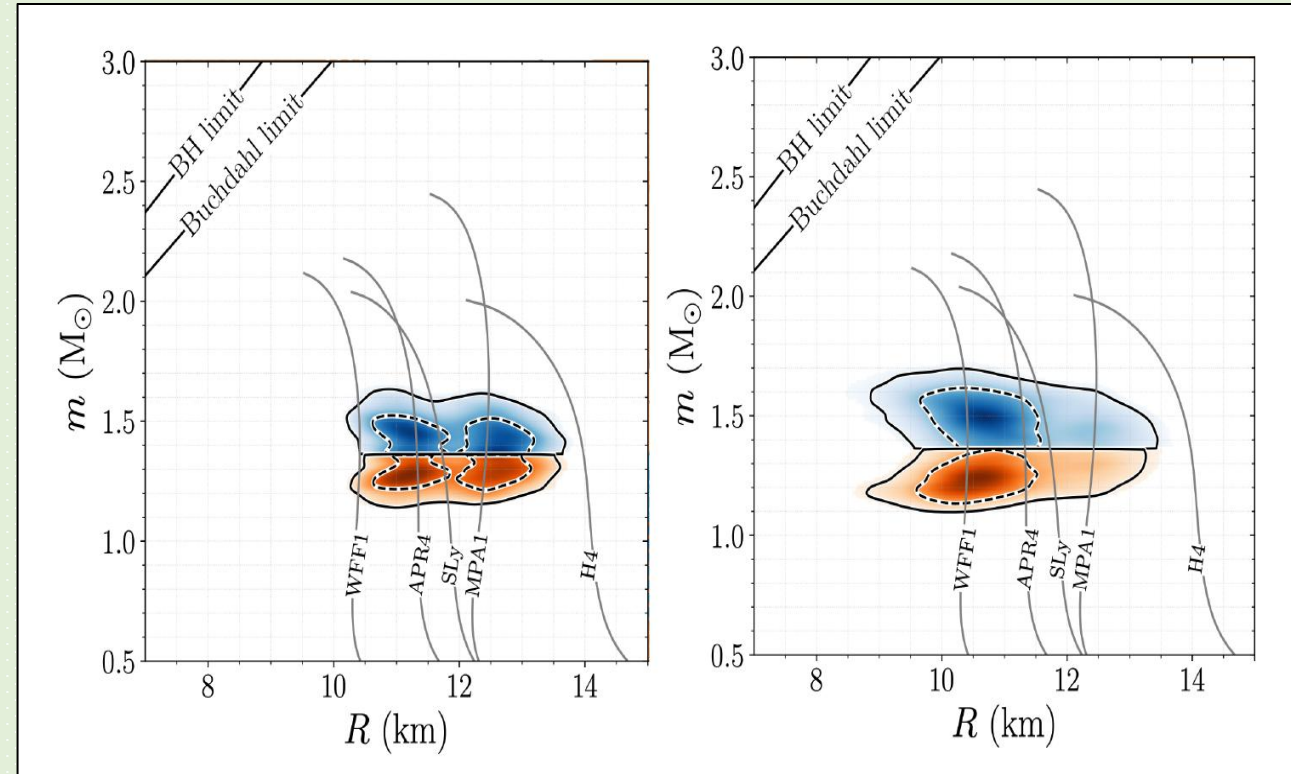 3.0
2.5
2.0
1.5
1.0
0.5
m (M⊙)
BH limit
Buchdahl limit
WFF1
APR4
SLy
MPA1
H4
8 10 12 14
R (km)
3.0
2.5
2.0
1.5
1.0
0.5
m (M⊙)
BH limit
Buchdahl limit
WFF1
APR4
SLy
MPA1
H4
8 10 12 14
R (km)